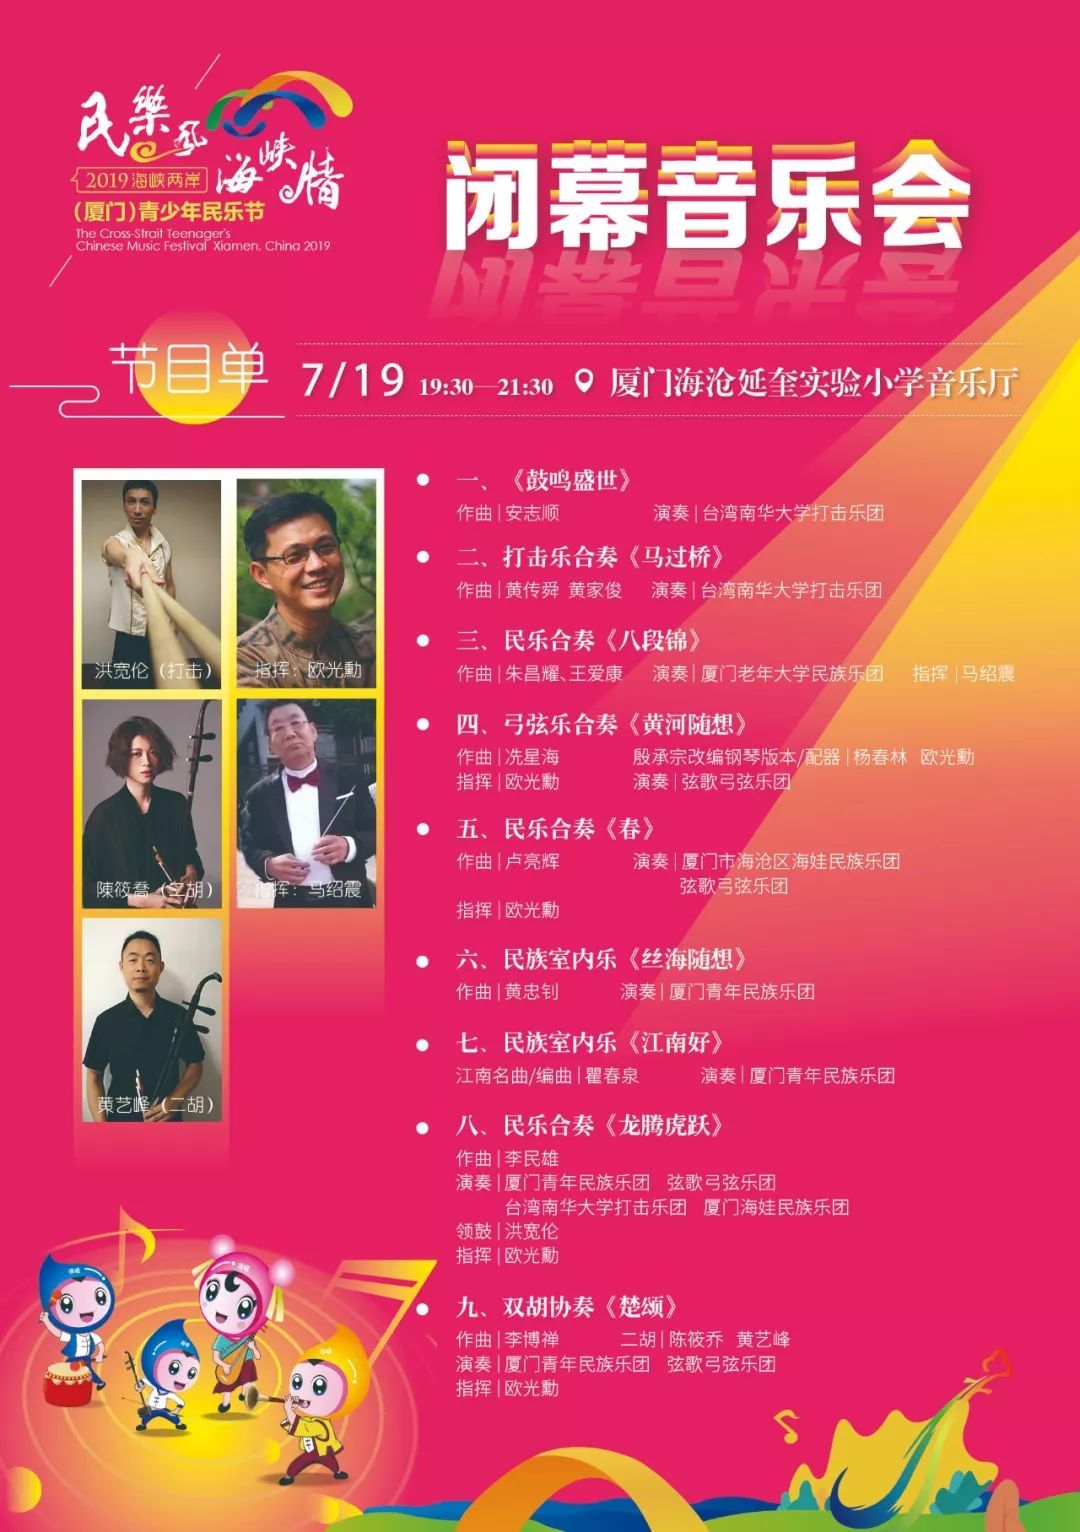 民樂風
海峡情
2019海峡两岸
（厦门）青少年民乐节
The Cross-Strait Teenager's
Chinese Music Festival Xiamen, China 2019
闭幕音乐会
节目单
7/19 19:30—21:30 厦门海沧延奎实验小学音乐厅
洪宽伦（打击）
指挥：欧光勳
陳筱喬（二胡）
指挥：马绍震
黄艺峰（二胡）
一、《鼓鸣盛世》
作曲|安志顺 演奏|台湾南华大学打击乐团
二、打击乐合奏《马过桥》
作曲|黄传舜 黄家俊 演奏|台湾南华大学打击乐团
三、民乐合奏《八段锦》
作曲|朱昌耀、王爱康 演奏|厦门老年大学民族乐团 指挥|马绍震
四、弓弦乐合奏《黄河随想》
作曲|冼星海 殷承宗改编钢琴版本/配器|杨春林 欧光勳
指挥|欧光勳 演奏|弦歌弓弦乐团
五、民乐合奏《春》
作曲|卢亮辉 演奏|厦门市海沧区海娃民族乐团
弦歌弓弦乐团
指挥|欧光勳
六、民族室内乐《丝海随想》
作曲|黄忠钊 演奏|厦门青年民族乐团
七、民族室内乐《江南好》
江南名曲/编曲|瞿春泉 演奏|厦门青年民族乐团
八、民乐合奏《龙腾虎跃》
作曲|李民雄
演奏|厦门青年民族乐团 弦歌弓弦乐团
台湾南华大学打击乐团 厦门海娃民族乐团
领鼓|洪宽伦
指挥|欧光勳
九、双胡协奏《楚颂》
作曲|李博禅 二胡|陈筱乔 黄艺峰
演奏|厦门青年民族乐团 弦歌弓弦乐团
指挥|欧光勳